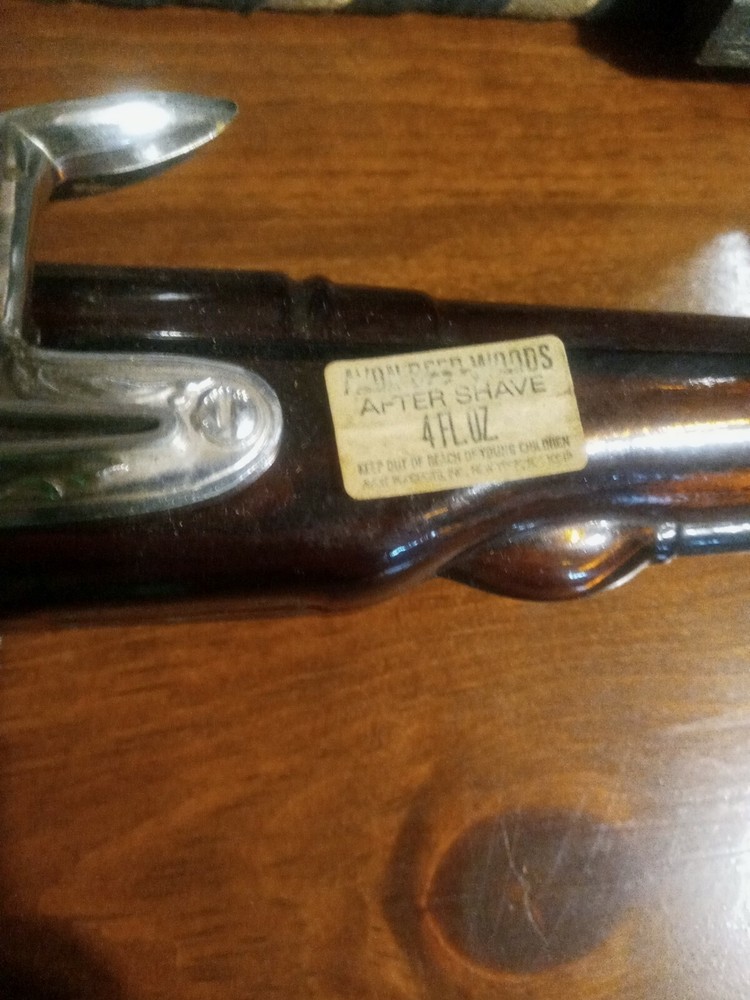 AVON DEEP WOODS
AFTER SHAVE
4 FL.OZ.
KEEP OUT OF REACH OF YOUNG CHILDREN